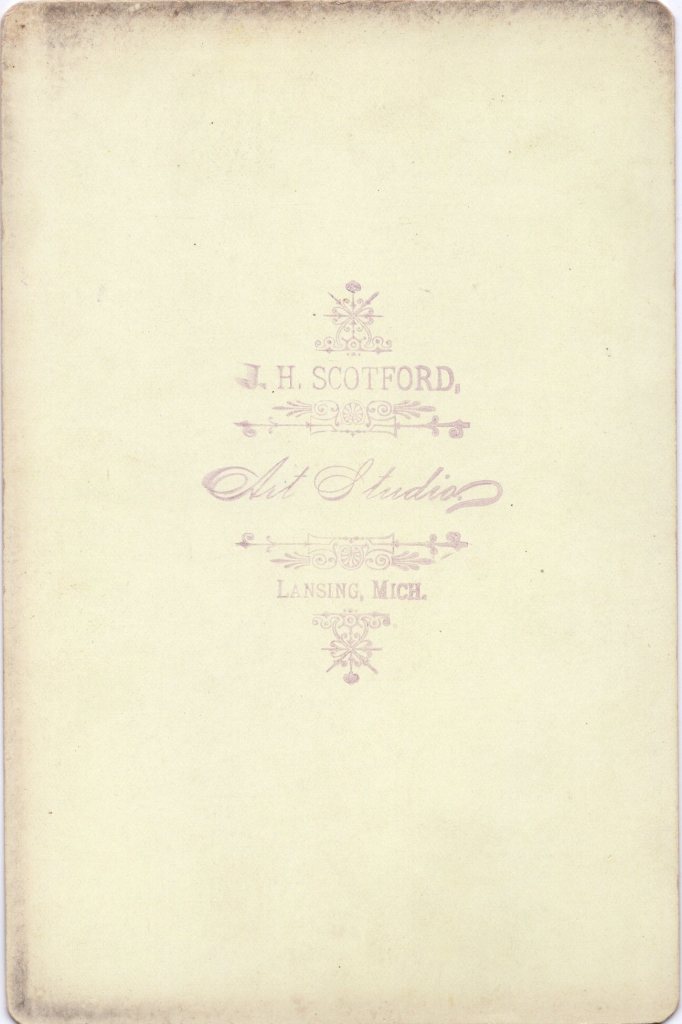 J. H. SCOTFORD,
Art Studio.
LANSING, MICH.